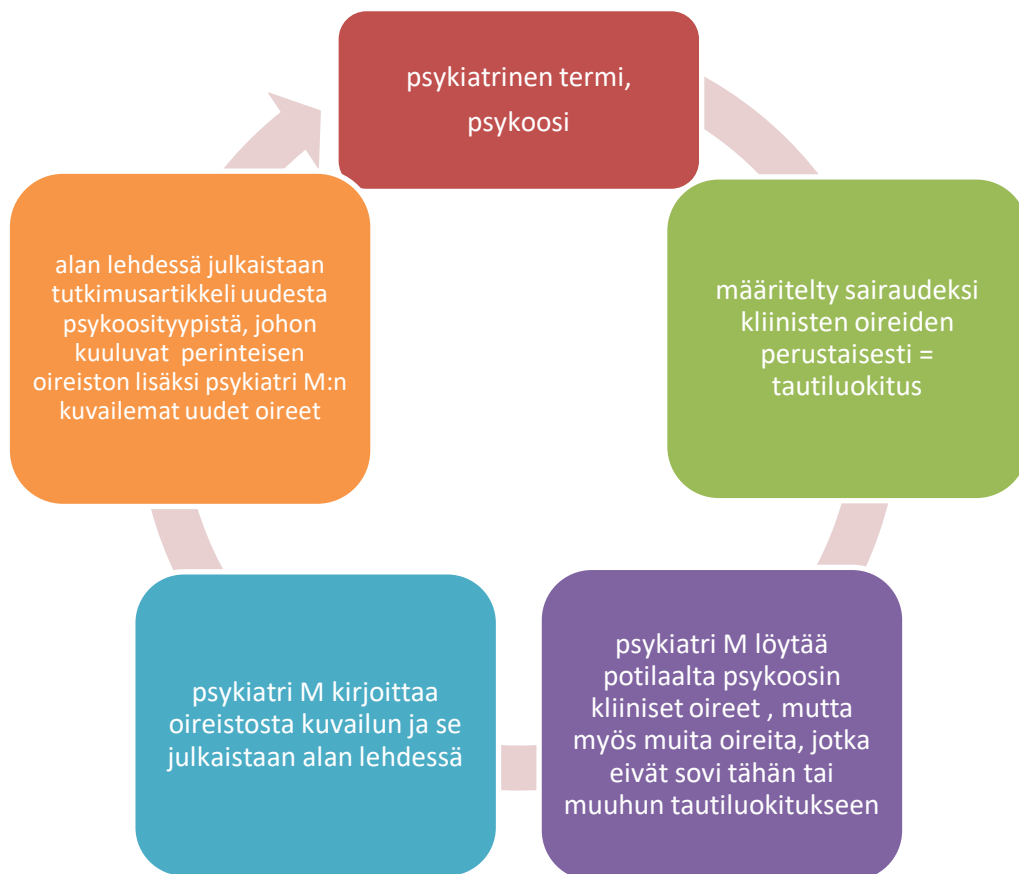 psykiatrinen termi,
psykoosi
määritelty sairaudeksi
kliinisten oireiden
perustaisesti =
tautiluokitus
psykiatri M löytää
potilaalta psykoosin
kliiniset oireet , mutta
myös muita oireita, jotka
eivät sovi tähän tai
muuhun tautiluokitukseen
psykiatri M kirjoittaa
oireistosta kuvailun ja se
julkaistaan alan lehdessä
alan lehdessä julkaistaan
tutkimusartikkeli uudesta
psykoosityypistä, johon
kuuluvat perinteisen
oireiston lisäksi psykiatri M:n
kuvailemat uudet oireet